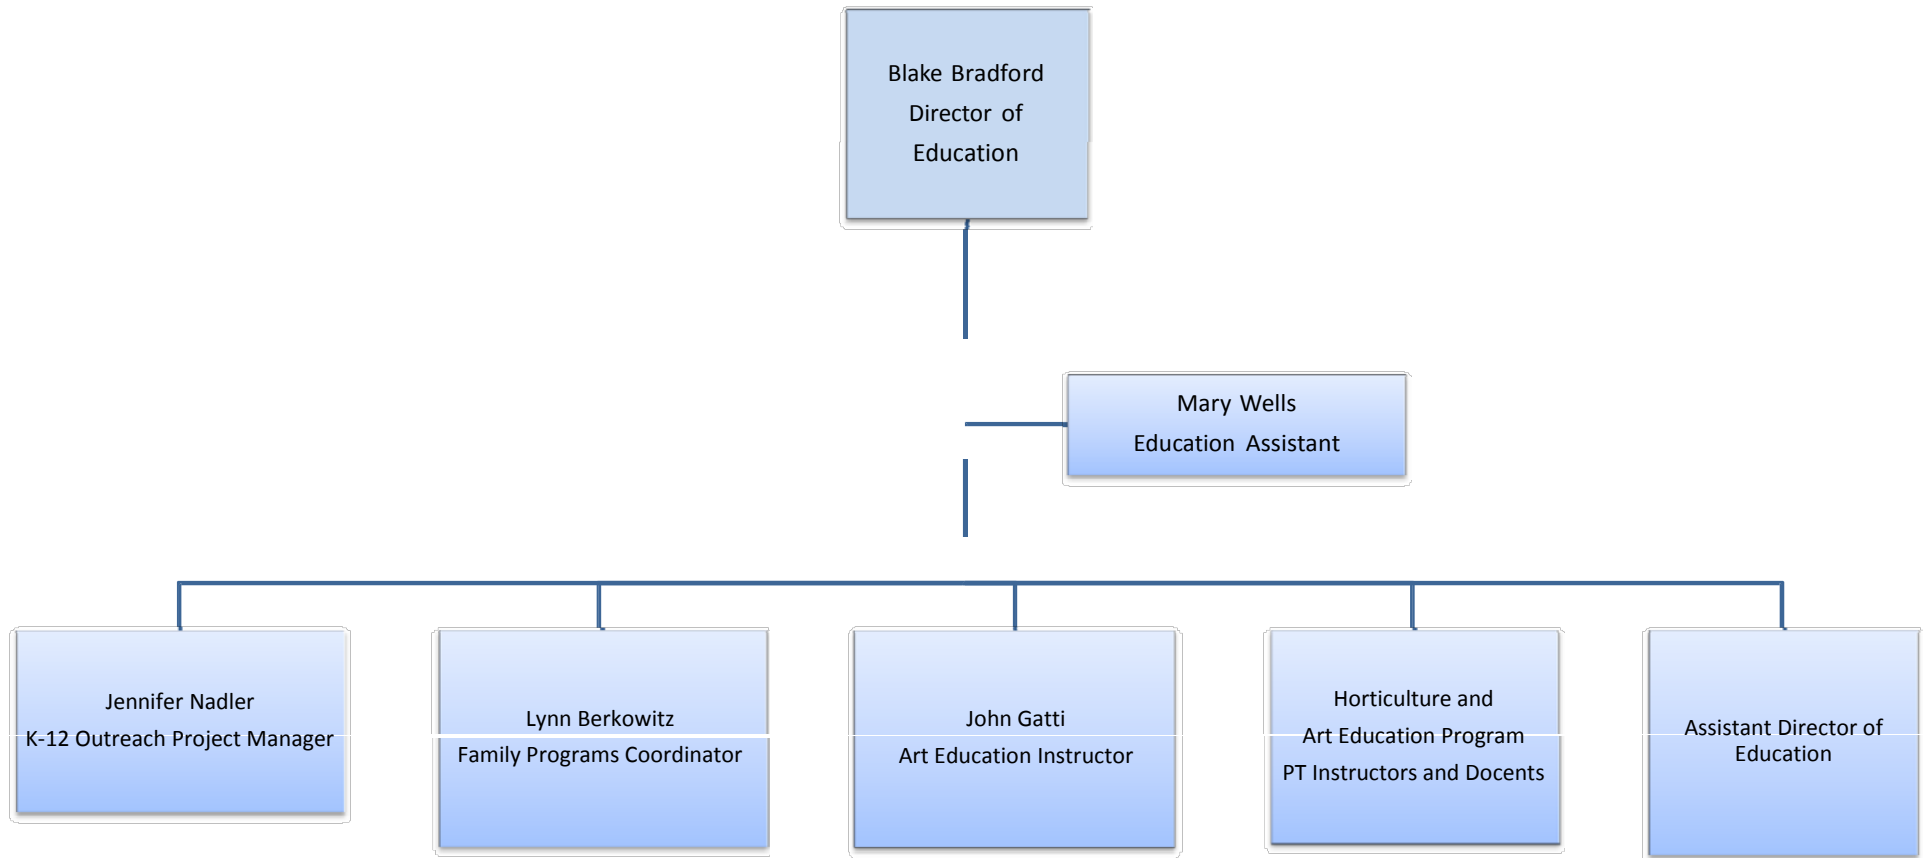 Blake Bradford
Director of
Education
Mary Wells
Education Assistant
Jennifer Nadler
K-12 Outreach Project Manager
Lynn Berkowitz
Family Programs Coordinator
John Gatti
Art Education Instructor
Horticulture and
Art Education Program
PT Instructors and Docents
Assistant Director of
Education